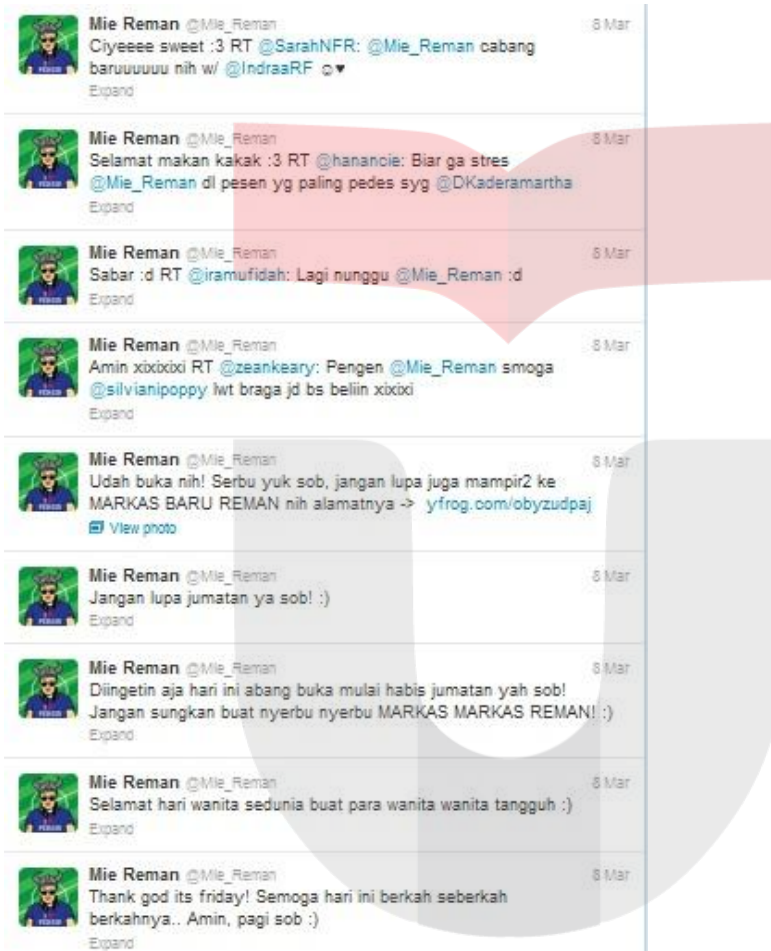 Mie Reman @Mie_Reman 8 Mar
Ciyeeee sweet :3 RT @SarahNFR: @Mie_Reman cabang
baruuuuuu nih w/ @IndraaRF ☺♥
Expand
Mie Reman @Mie_Reman 8 Mar
Selamat makan kakak :3 RT @hanancie: Biar ga stres
@Mie_Reman dl pesen yg paling pedes syg @DKaderamartha
Expand
Mie Reman @Mie_Reman 8 Mar
Sabar :d RT @iramufidah: Lagi nunggu @Mie_Reman :d
Expand
Mie Reman @Mie_Reman 8 Mar
Amin xixixixi RT @zeankeary: Pengen @Mie_Reman smoga
@silvianipoppy lwt braga jd bs beliin xixixi
Expand
Mie Reman @Mie_Reman 8 Mar
Udah buka nih! Serbu yuk sob, jangan lupa juga mampir2 ke
MARKAS BARU REMAN nih alamatnya -> yfrog.com/obyzudpaj
View photo
Mie Reman @Mie_Reman 8 Mar
Jangan lupa jumatan ya sob! :)
Expand
Mie Reman @Mie_Reman 8 Mar
Diingetin aja hari ini abang buka mulai habis jumatan yah sob!
Jangan sungkan buat nyerbu nyerbu MARKAS MARKAS REMAN! :)
Expand
Mie Reman @Mie_Reman 8 Mar
Selamat hari wanita sedunia buat para wanita wanita tangguh :)
Expand
Mie Reman @Mie_Reman 8 Mar
Thank god its friday! Semoga hari ini berkah seberkah
berkahnya.. Amin, pagi sob :)
Expand